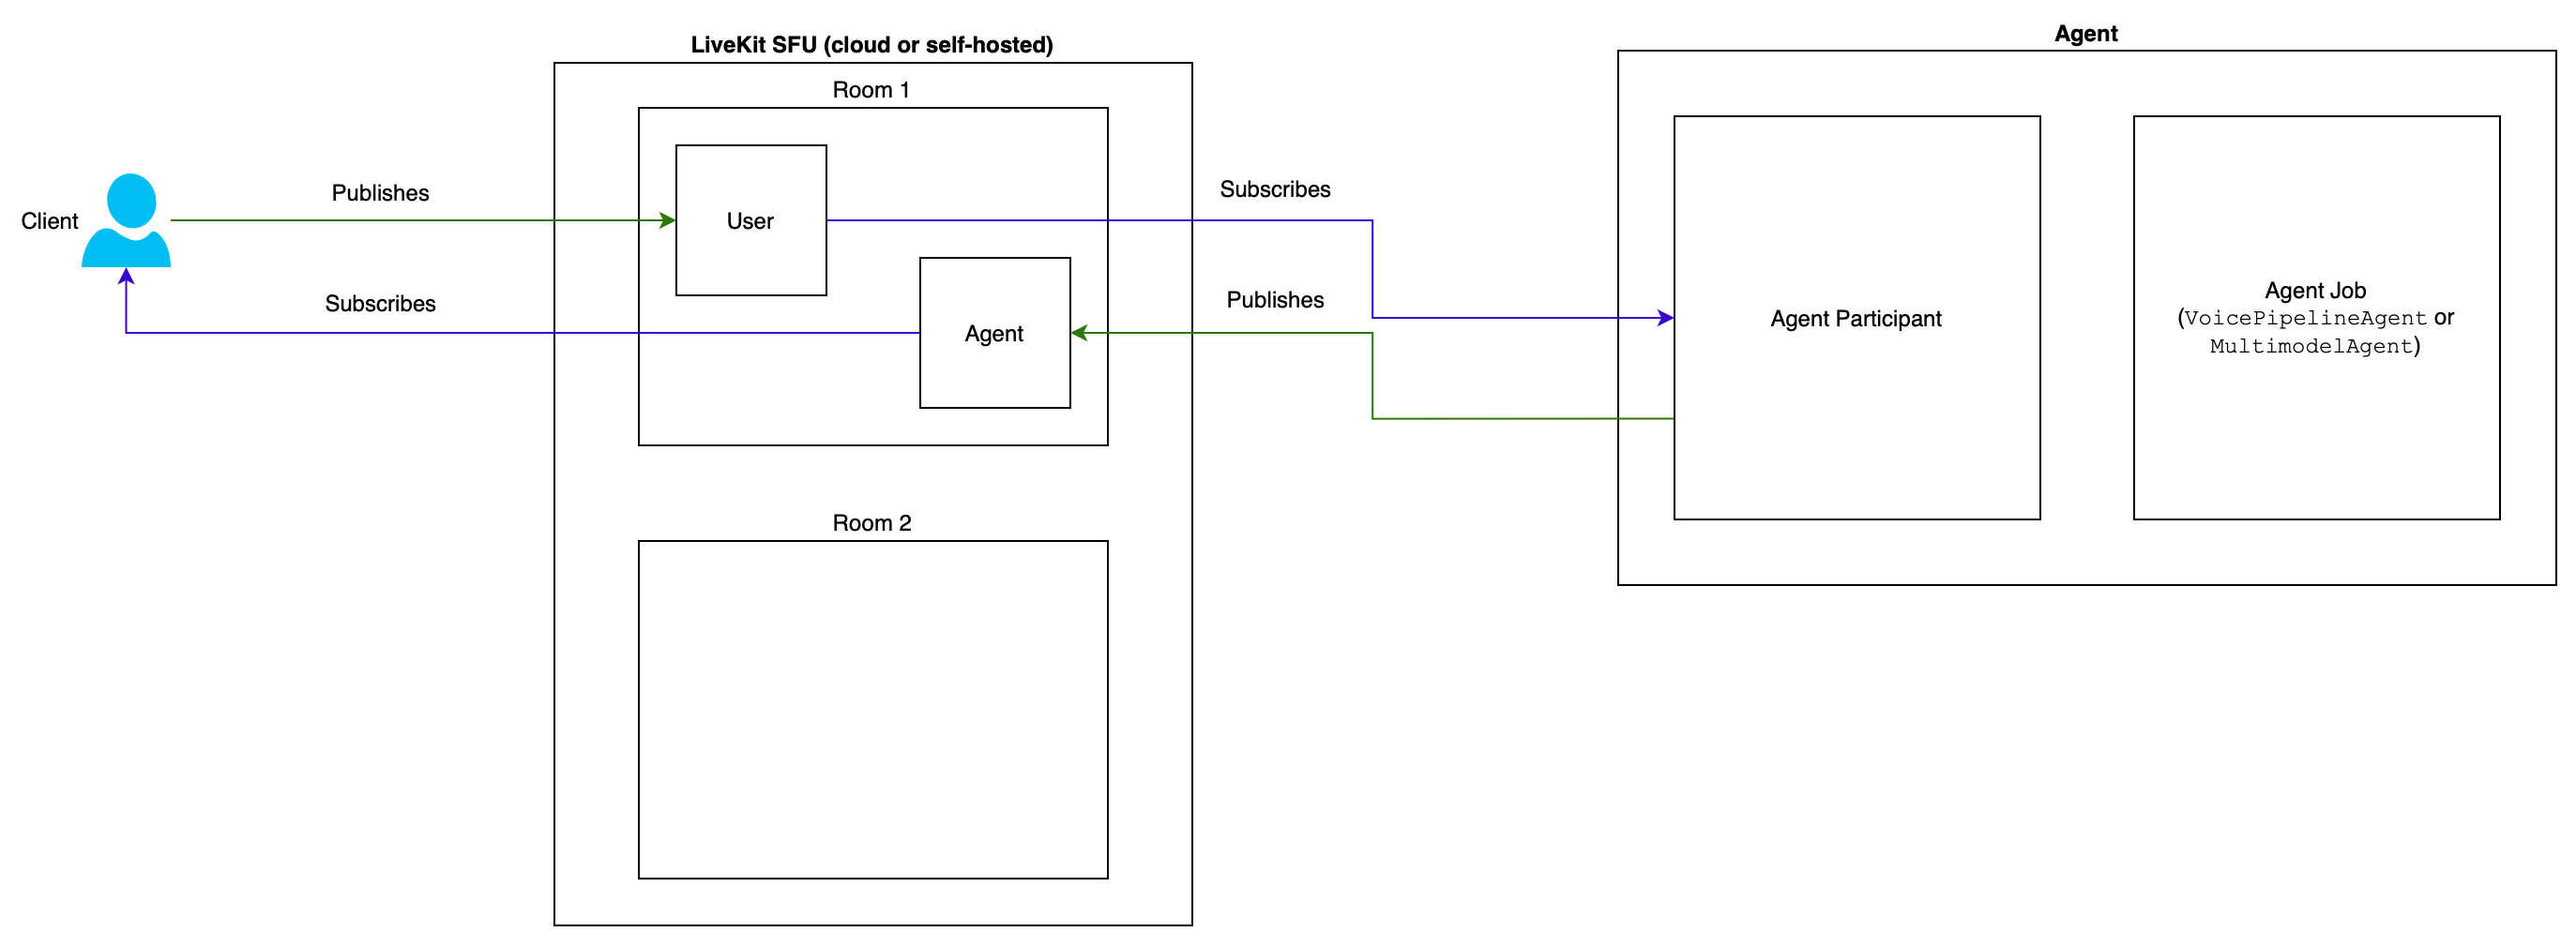 LiveKit SFU (cloud or self-hosted)
Agent
Room 1
Client
Publishes
User
Subscribes
Subscribes
Agent
Publishes
Agent Participant
Agent Job
(VoicePipelineAgent or
MultimodelAgent)
Room 2